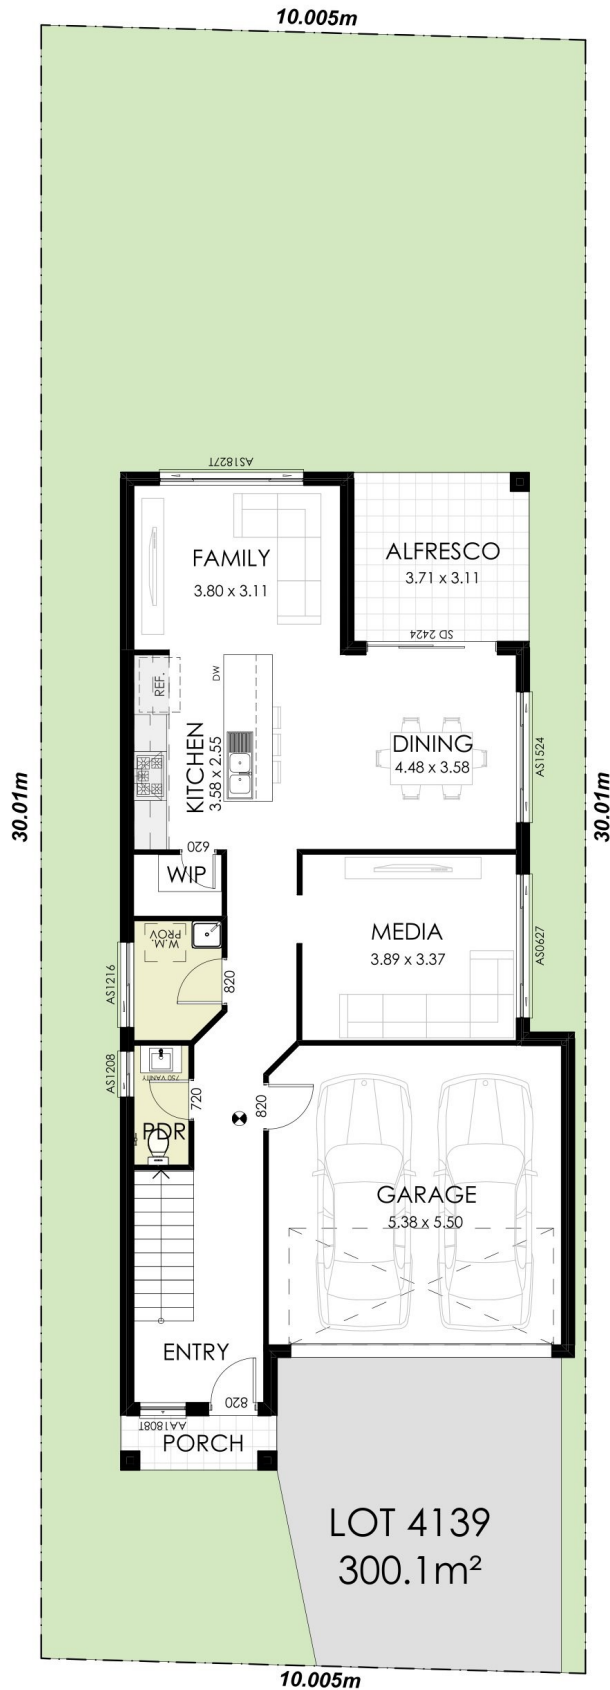 10.005m
AS1827T
FAMILY
3.80 x 3.11
ALFRESCO
3.71 x 3.11
SD 2424
REF.
DW
KITCHEN
3.58 x 2.55
DINING
4.48 x 3.58
AS1524
30.01m
30.01m
620
WIP
W.M.
PROV
MEDIA
3.89 x 3.37
AS0627
AS1216
820
AS1208
750 VANITY
720
820
PDR
GARAGE
5.38 x 5.50
ENTRY
820
AA1808T
PORCH
LOT 4139
300.1m²
10.005m